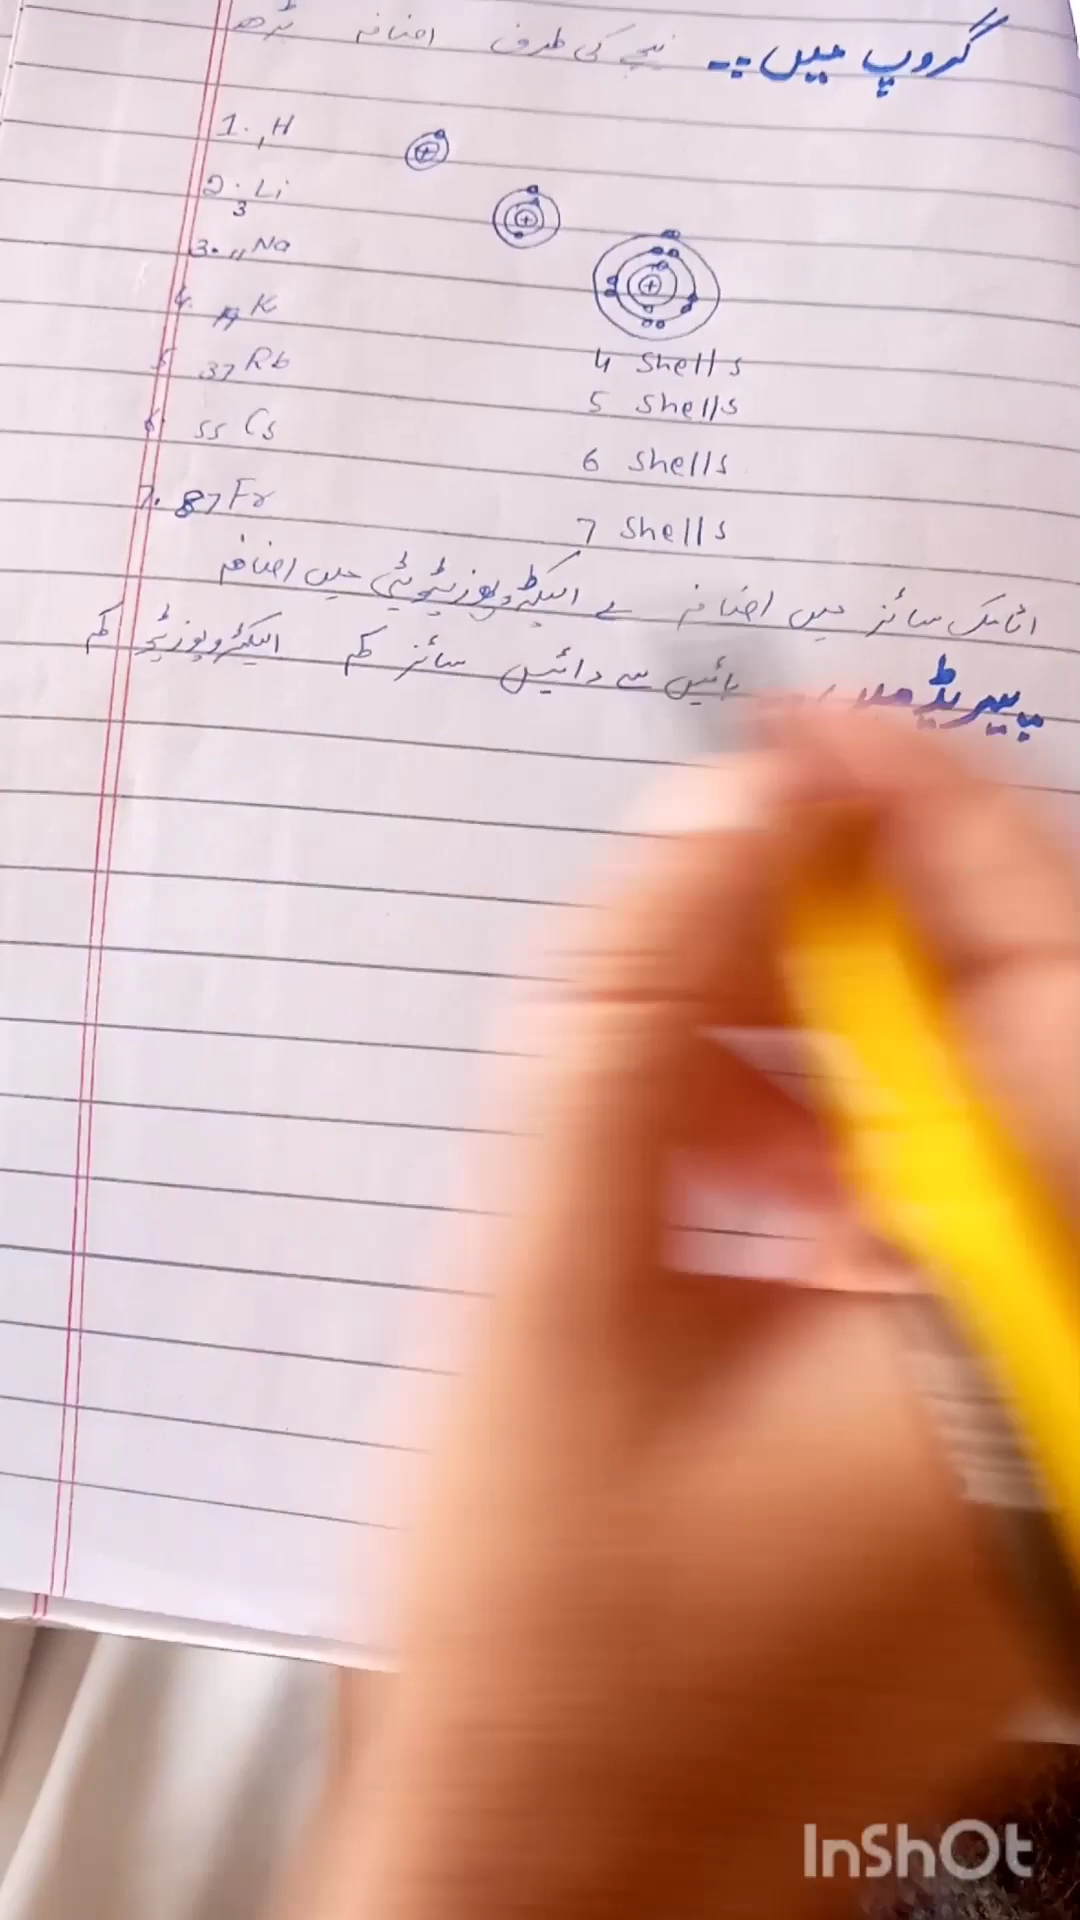 گروپ میں:- نیچے کی طرف اضافہ
1. ₁H
2. ₃Li
3. ₁₁Na
4. ₁₉K 4 Shells
5 ₃₇Rb 5 Shells
6. ₅₅Cs 6 Shells
7. ₈₇Fr 7 Shells
اٹامک سائز میں اضافہ سے الیکٹروپوزیٹیویٹی میں اضافہ
پیریڈ میں بائیں سے دائیں سائز کم الیکٹروپوزیٹو کم
InShOt